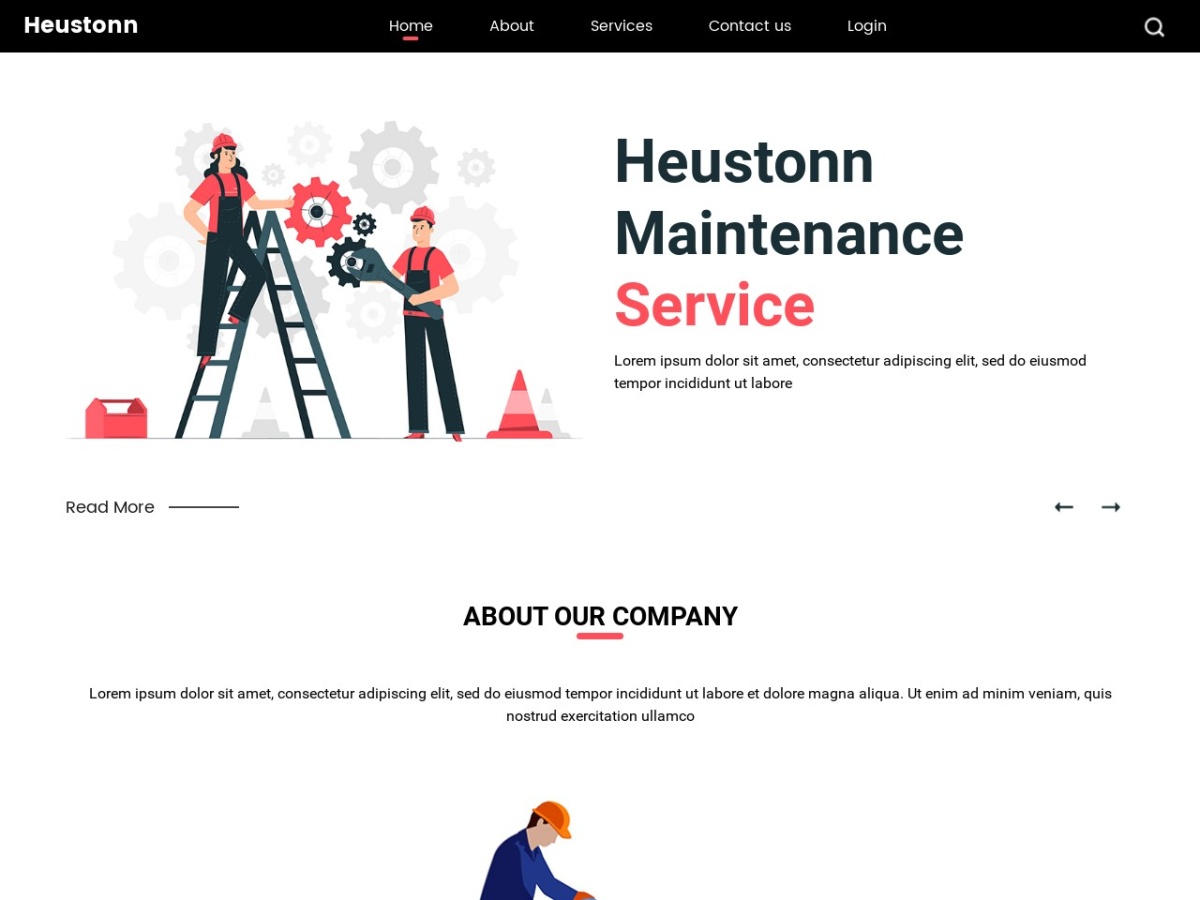 Heustonn
Home About Services Contact us Login
Heustonn
Maintenance
Service
Lorem ipsum dolor sit amet, consectetur adipiscing elit, sed do eiusmod
tempor incididunt ut labore
Read More
ABOUT OUR COMPANY
Lorem ipsum dolor sit amet, consectetur adipiscing elit, sed do eiusmod tempor incididunt ut labore et dolore magna aliqua. Ut enim ad minim veniam, quis
nostrud exercitation ullamco